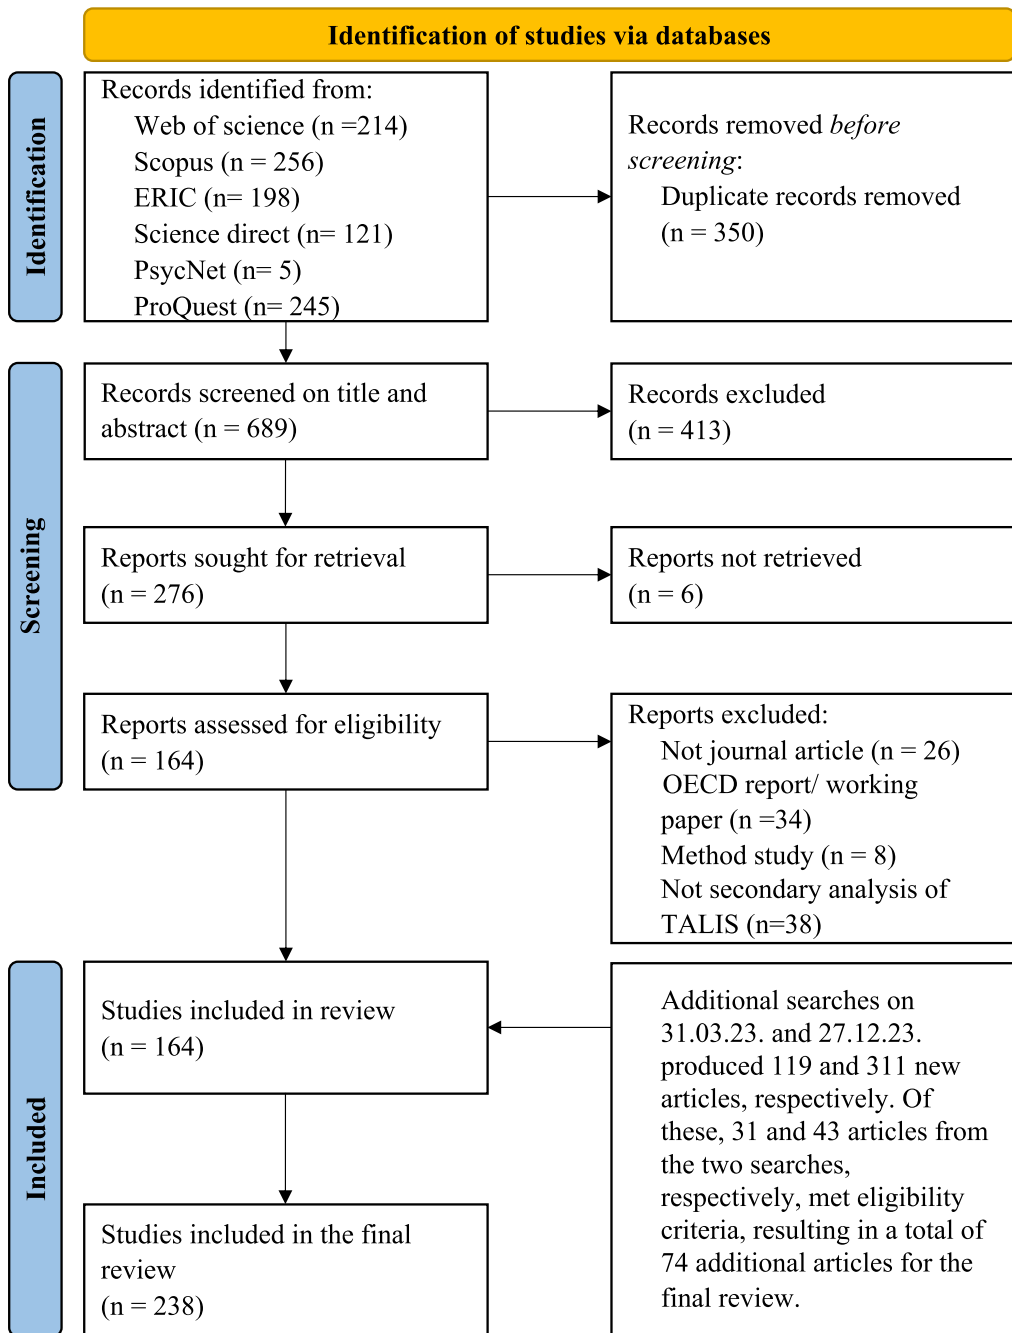 Identification of studies via databases
Identification
Records identified from:
Web of science (n =214)
Scopus (n = 256)
ERIC (n= 198)
Science direct (n= 121)
PsycNet (n= 5)
ProQuest (n= 245)
Records removed before
screening:
Duplicate records removed
(n = 350)
Screening
Records screened on title and
abstract (n = 689)
Records excluded
(n = 413)
Reports sought for retrieval
(n = 276)
Reports not retrieved
(n = 6)
Reports assessed for eligibility
(n = 164)
Reports excluded:
Not journal article (n = 26)
OECD report/ working
paper (n =34)
Method study (n = 8)
Not secondary analysis of
TALIS (n=38)
Included
Studies included in review
(n = 164)
Additional searches on
31.03.23. and 27.12.23.
produced 119 and 311 new
articles, respectively. Of
these, 31 and 43 articles from
the two searches,
respectively, met eligibility
criteria, resulting in a total of
74 additional articles for the
final review.
Studies included in the final
review
(n = 238)